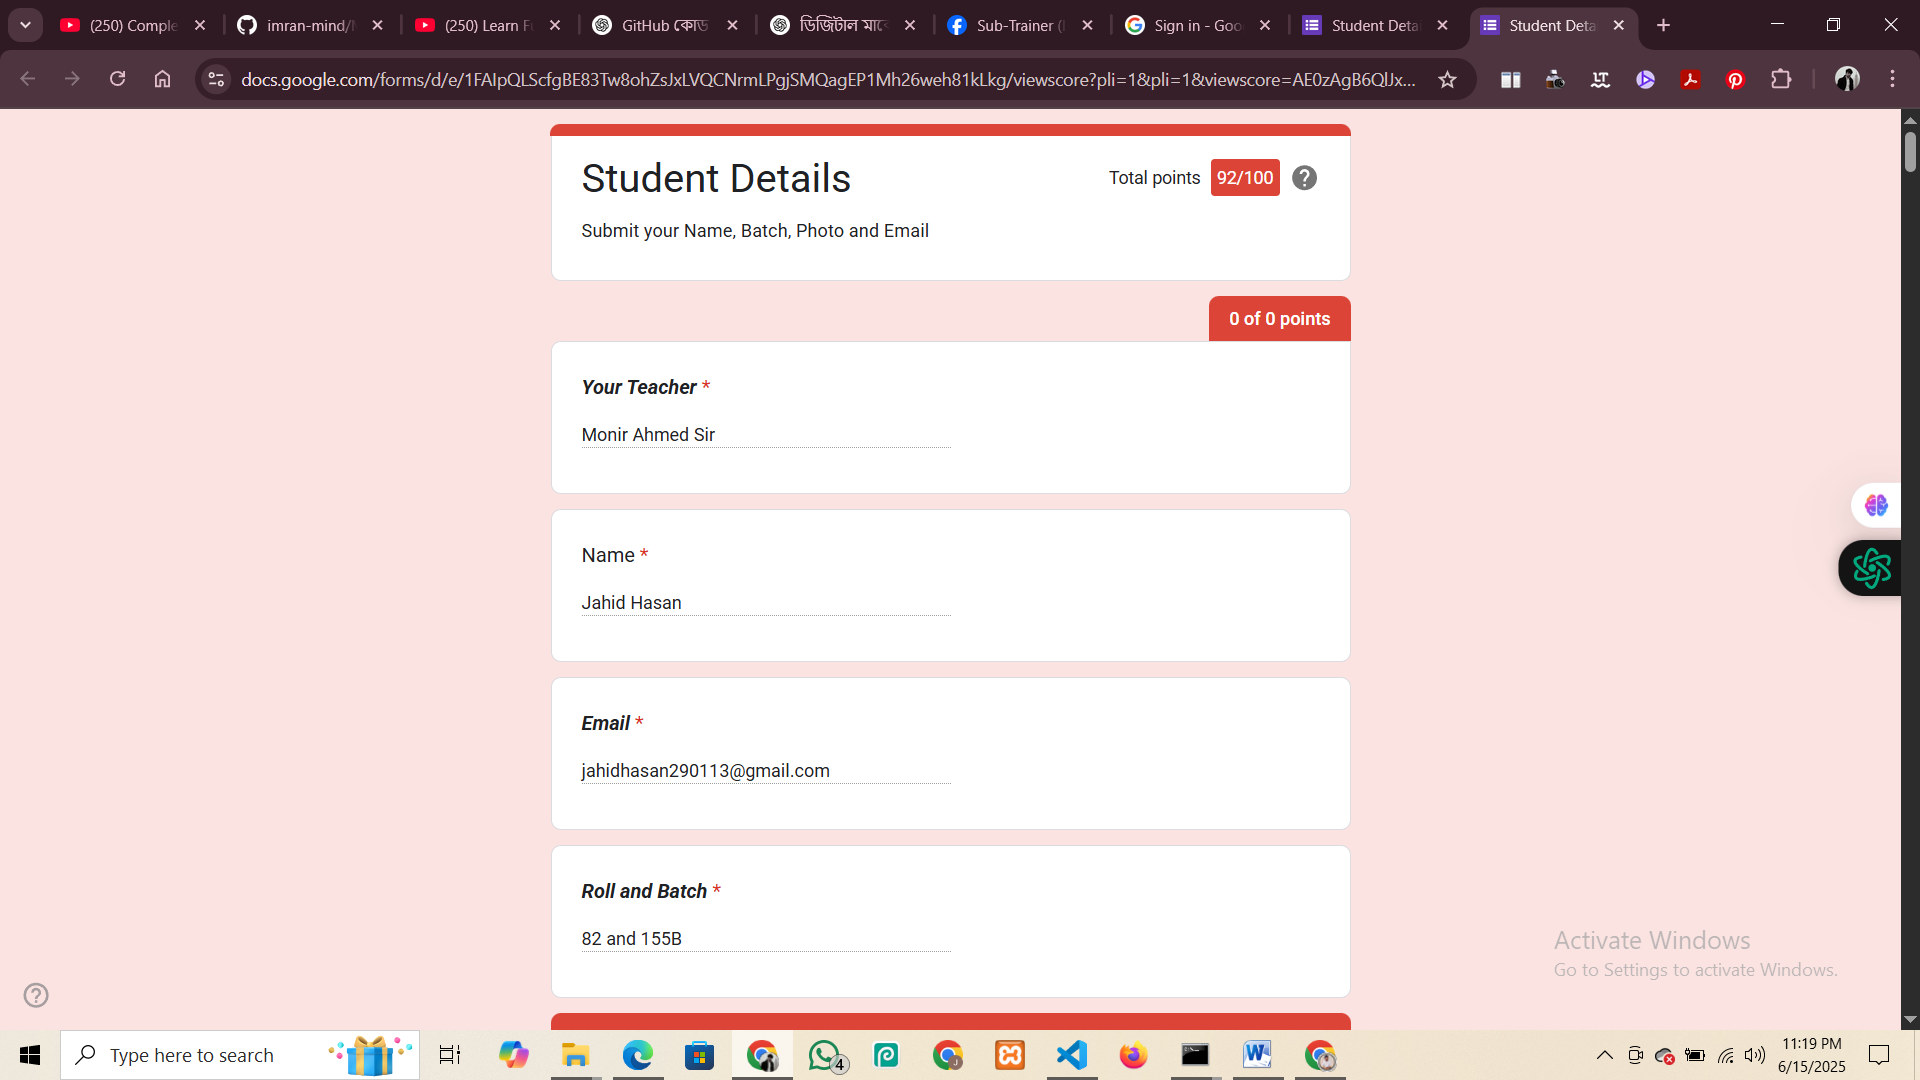 (250) Comple
imran-mind/
(250) Learn F
GitHub কোড
ডিজিটাল মার্কে
Sub-Trainer (
Sign in - Goo
Student Detai
Student Deta
docs.google.com/forms/d/e/1FAIpQLScfgBE83Tw8ohZsJxLVQCNrmLPgjSMQagEP1Mh26weh81kLkg/viewscore?pli=1&pli=1&viewscore=AE0zAgB6QlJx...
Student Details
Total points 92/100
Submit your Name, Batch, Photo and Email
0 of 0 points
Your Teacher *
Monir Ahmed Sir
Name *
Jahid Hasan
Email *
jahidhasan290113@gmail.com
Roll and Batch *
82 and 155B
Activate Windows
Go to Settings to activate Windows.
Type here to search
4
11:19 PM
6/15/2025